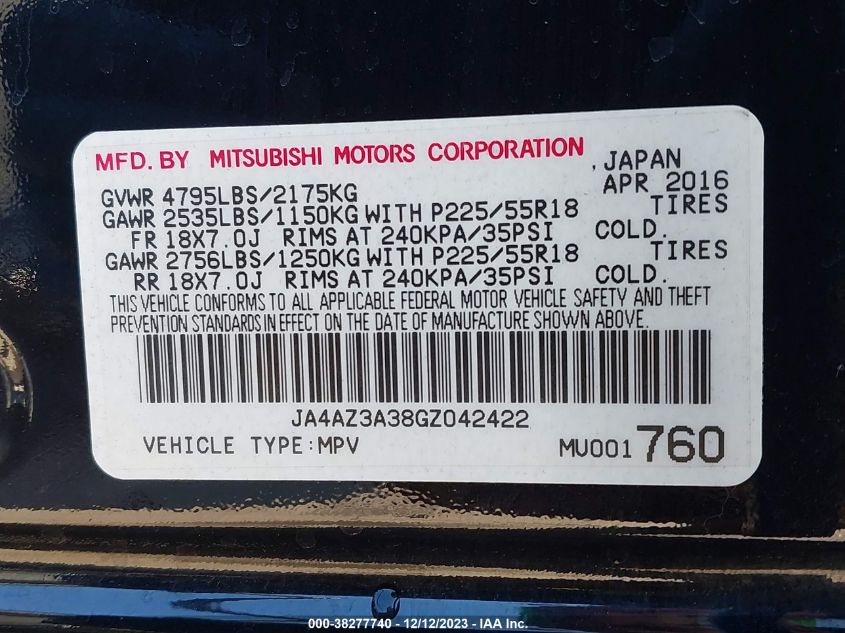 MFD. BY MITSUBISHI MOTORS CORPORATION , JAPAN
GVWR 4795LBS/2175KG APR 2016
GAWR 2535LBS/1150KG WITH P225/55R18 TIRES
FR 18X7.0J RIMS AT 240KPA/35PSI COLD.
GAWR 2756LBS/1250KG WITH P225/55R18 TIRES
RR 18X7.0J RIMS AT 240KPA/35PSI COLD.
THIS VEHICLE CONFORMS TO ALL APPLICABLE FEDERAL MOTOR VEHICLE SAFETY AND THEFT
PREVENTION STANDARDS IN EFFECT ON THE DATE OF MANUFACTURE SHOWN ABOVE.
JA4AZ3A38GZ042422
VEHICLE TYPE:MPV MU001 760
000-38277740 - 12/12/2023 - IAA Inc.